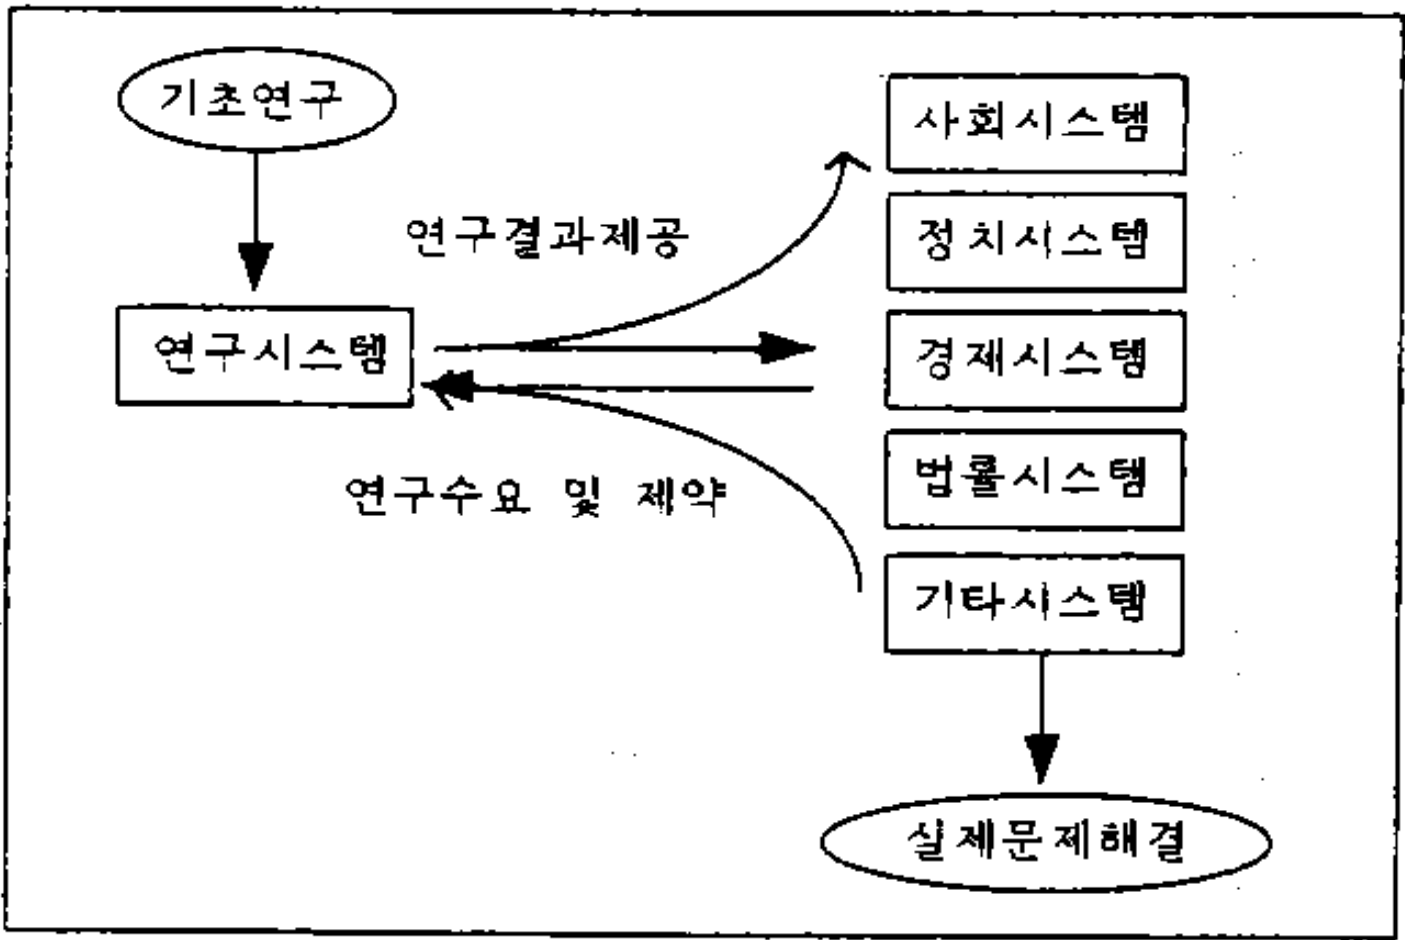 기초연구
사회시스템
정치시스템
연구결과제공
연구시스템
경제시스템
법률시스템
연구수요 및 제약
기타시스템
실제문제해결